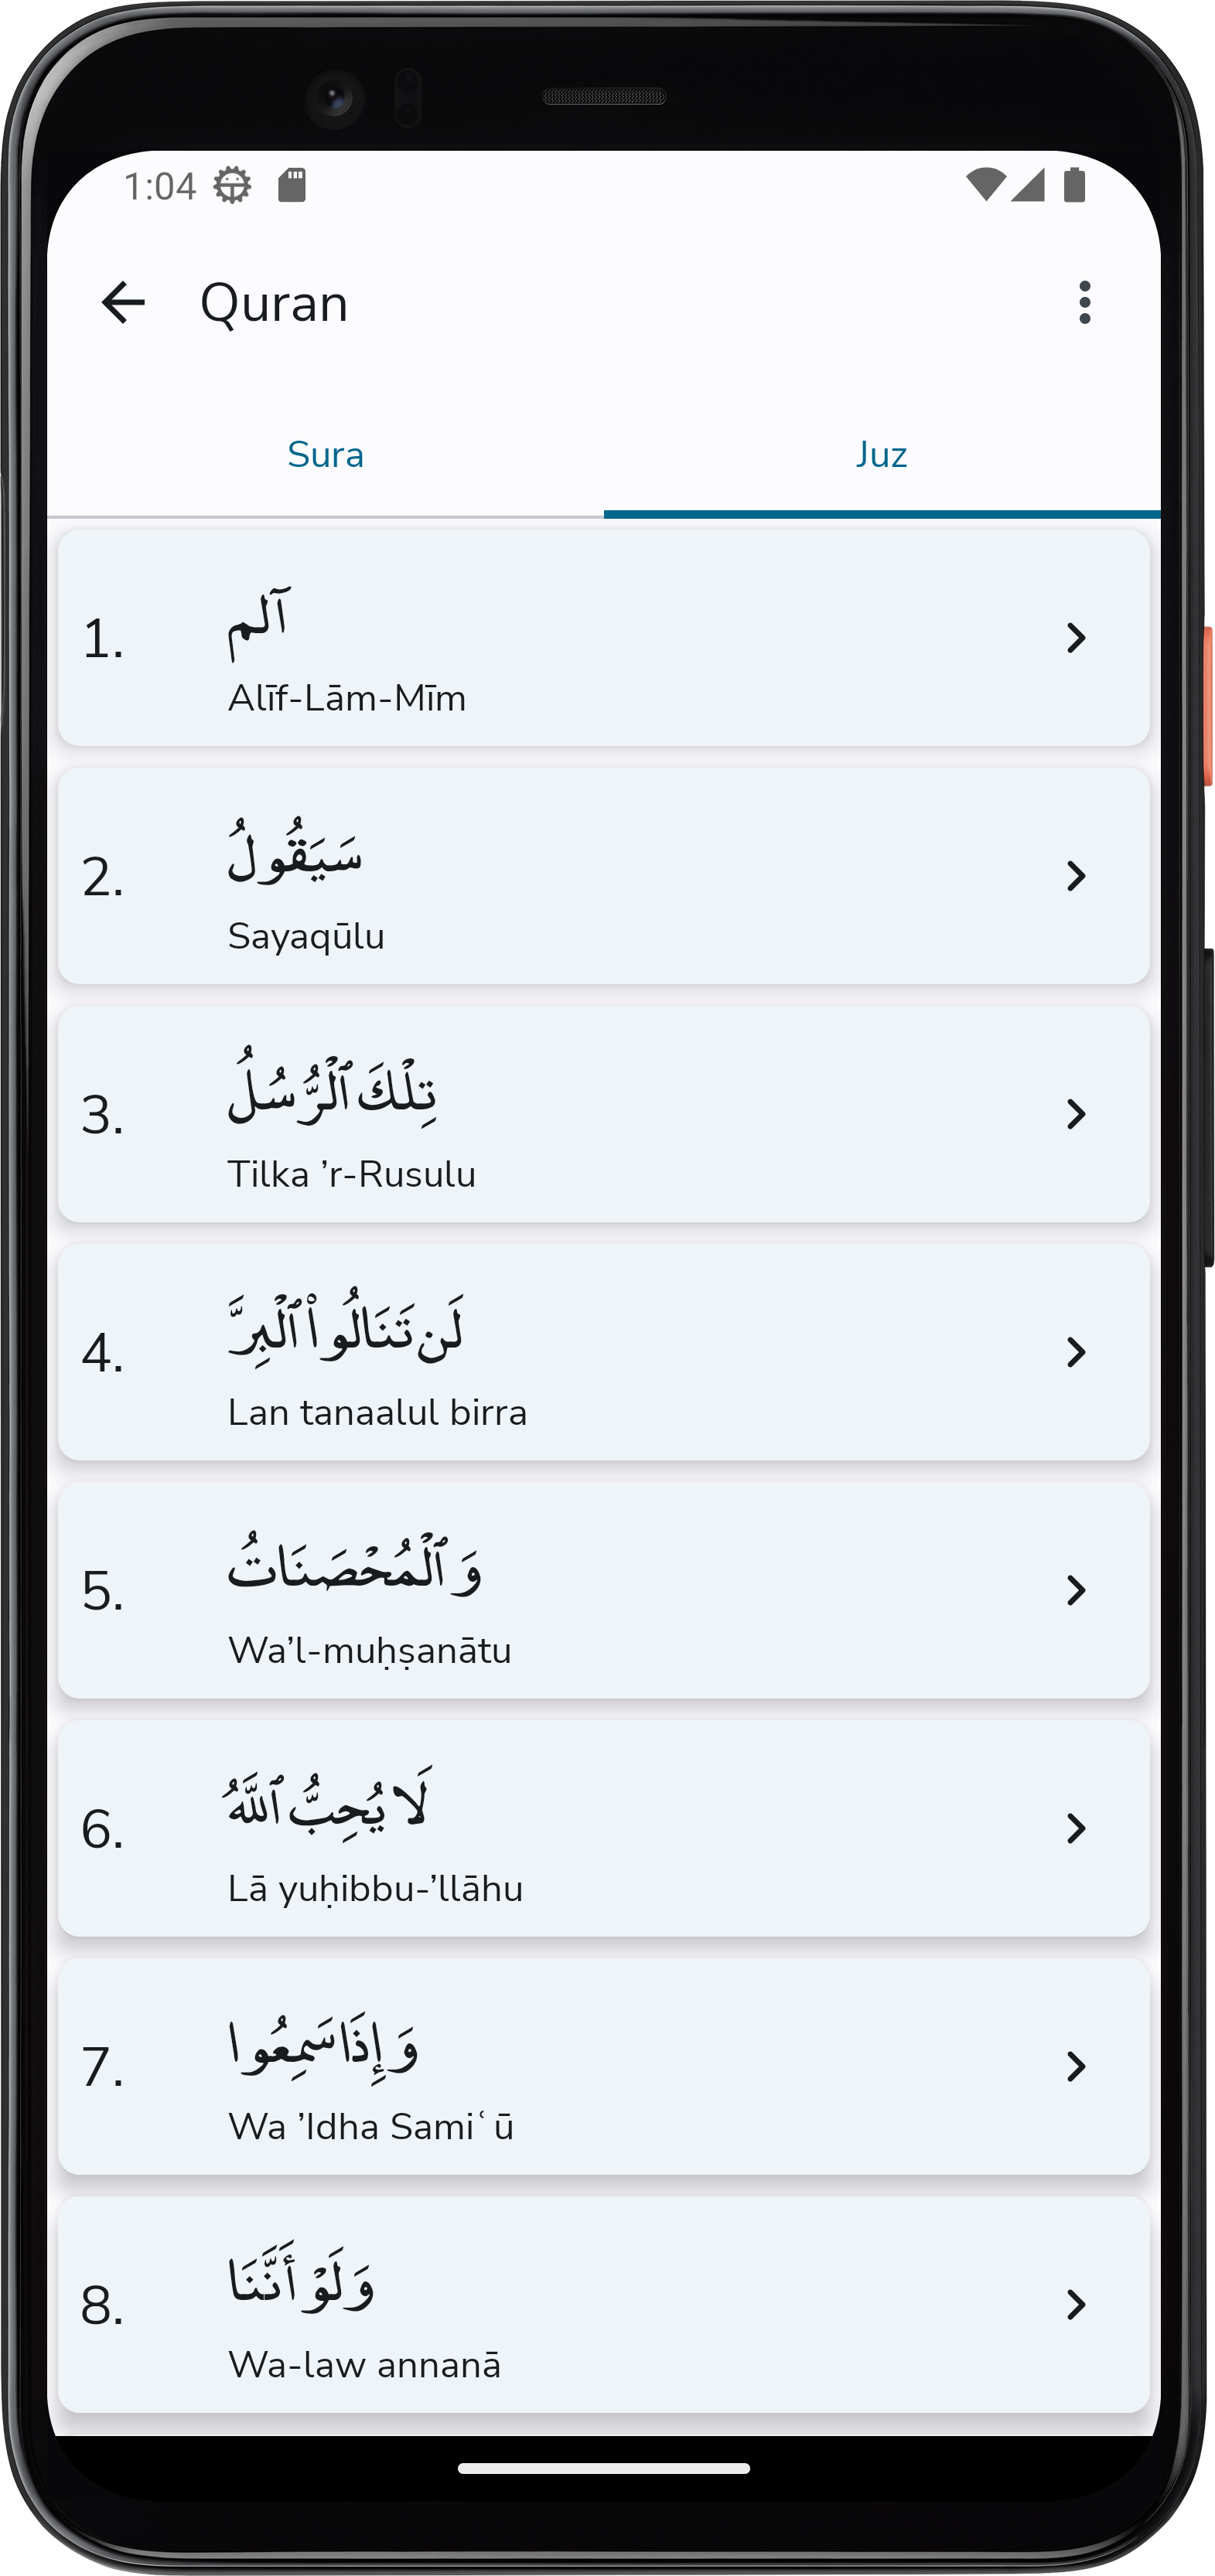 1:04
Quran
Sura
Juz
1.
آلم
Alīf-Lām-Mīm
2.
سَيَقُولُ
Sayaqūlu
3.
تِلْكَ ٱلْرُّسُلُ
Tilka ’r-Rusulu
4.
لَن تَنَالُوا۟ ٱلْبِرَّ
Lan tanaalul birra
5.
وَٱلْمُحْصَنَاتُ
Wa’l-muḥṣanātu
6.
لَا يُحِبُّ ٱللَّهُ
Lā yuḥibbu-’llāhu
7.
وَإِذَا سَمِعُوا
Wa ’Idha Samiʿū
8.
وَلَوْ أَنَّنَا
Wa-law annanā